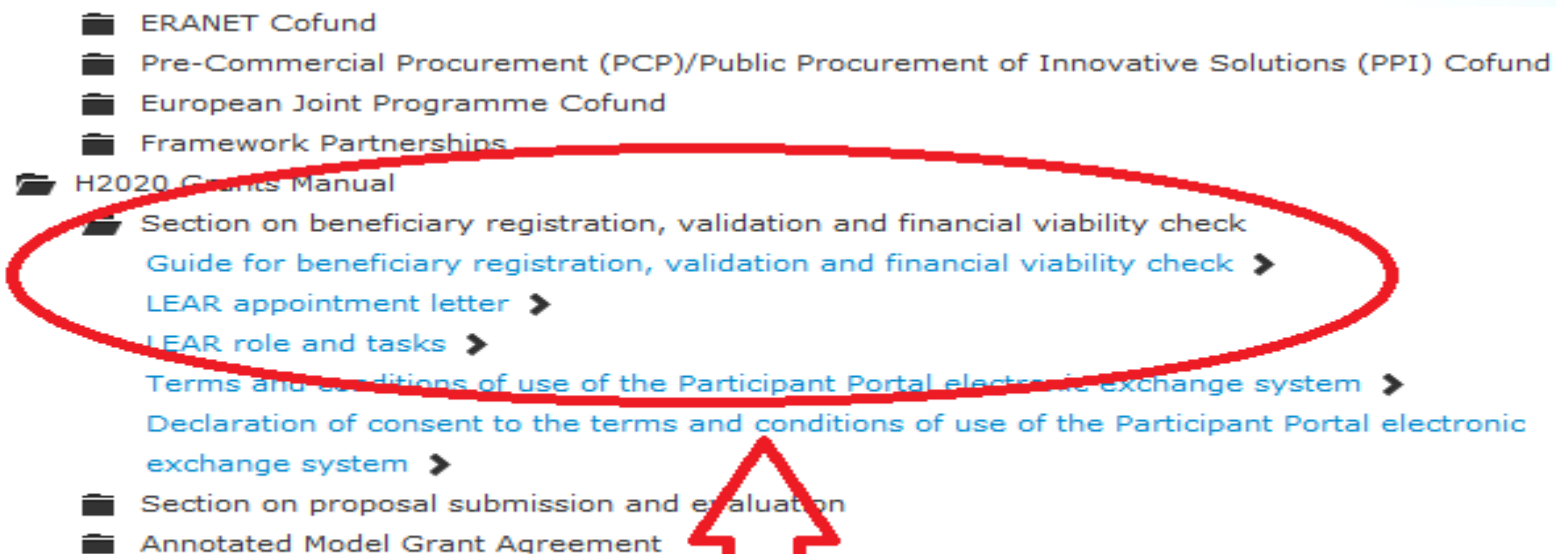 ERANET Cofund
Pre-Commercial Procurement (PCP)/Public Procurement of Innovative Solutions (PPI) Cofund
European Joint Programme Cofund
Framework Partnerships
H2020 Grants Manual
Section on beneficiary registration, validation and financial viability check
Guide for beneficiary registration, validation and financial viability check
LEAR appointment letter
LEAR role and tasks
Terms and conditions of use of the Participant Portal electronic exchange system
Declaration of consent to the terms and conditions of use of the Participant Portal electronic
exchange system
Section on proposal submission and evaluation
Annotated Model Grant Agreement